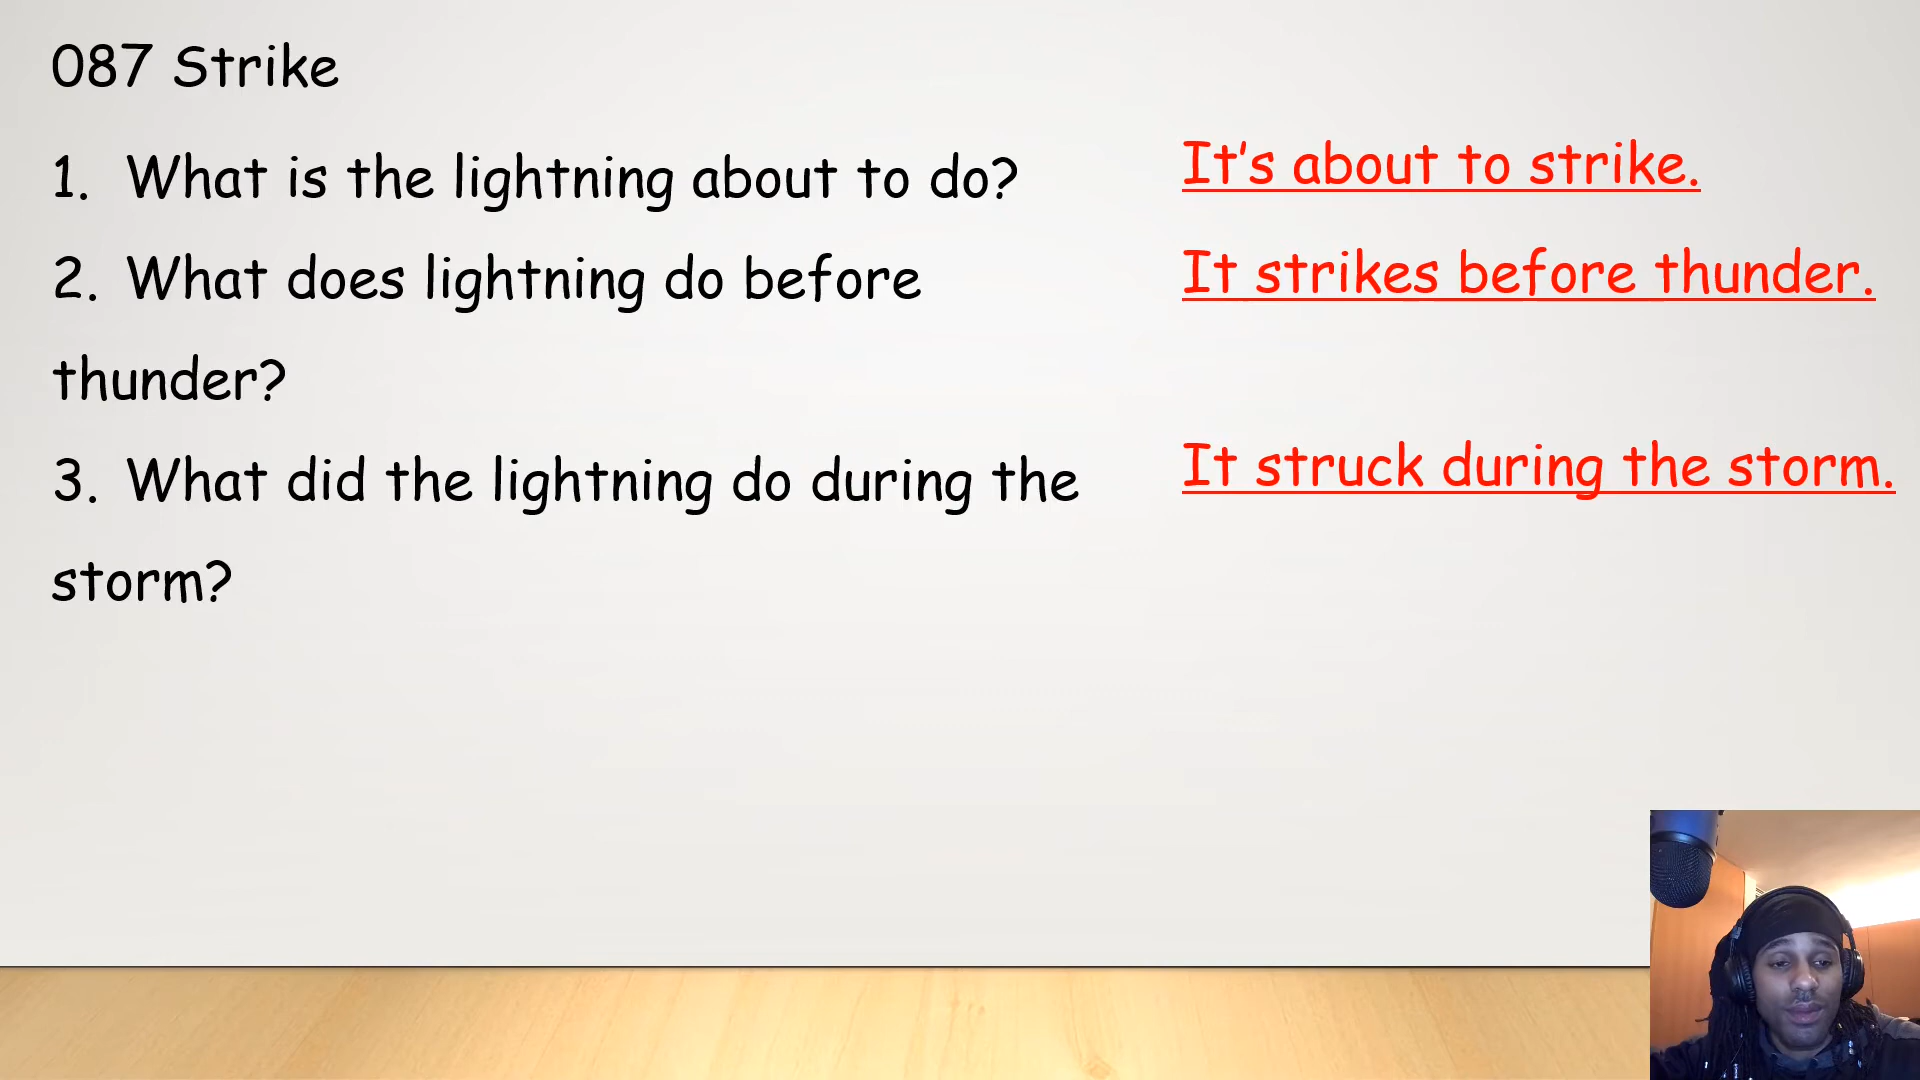 087 Strike
1. What is the lightning about to do?
It’s about to strike.
2. What does lightning do before
It strikes before thunder.
thunder?
3. What did the lightning do during the
It struck during the storm.
storm?